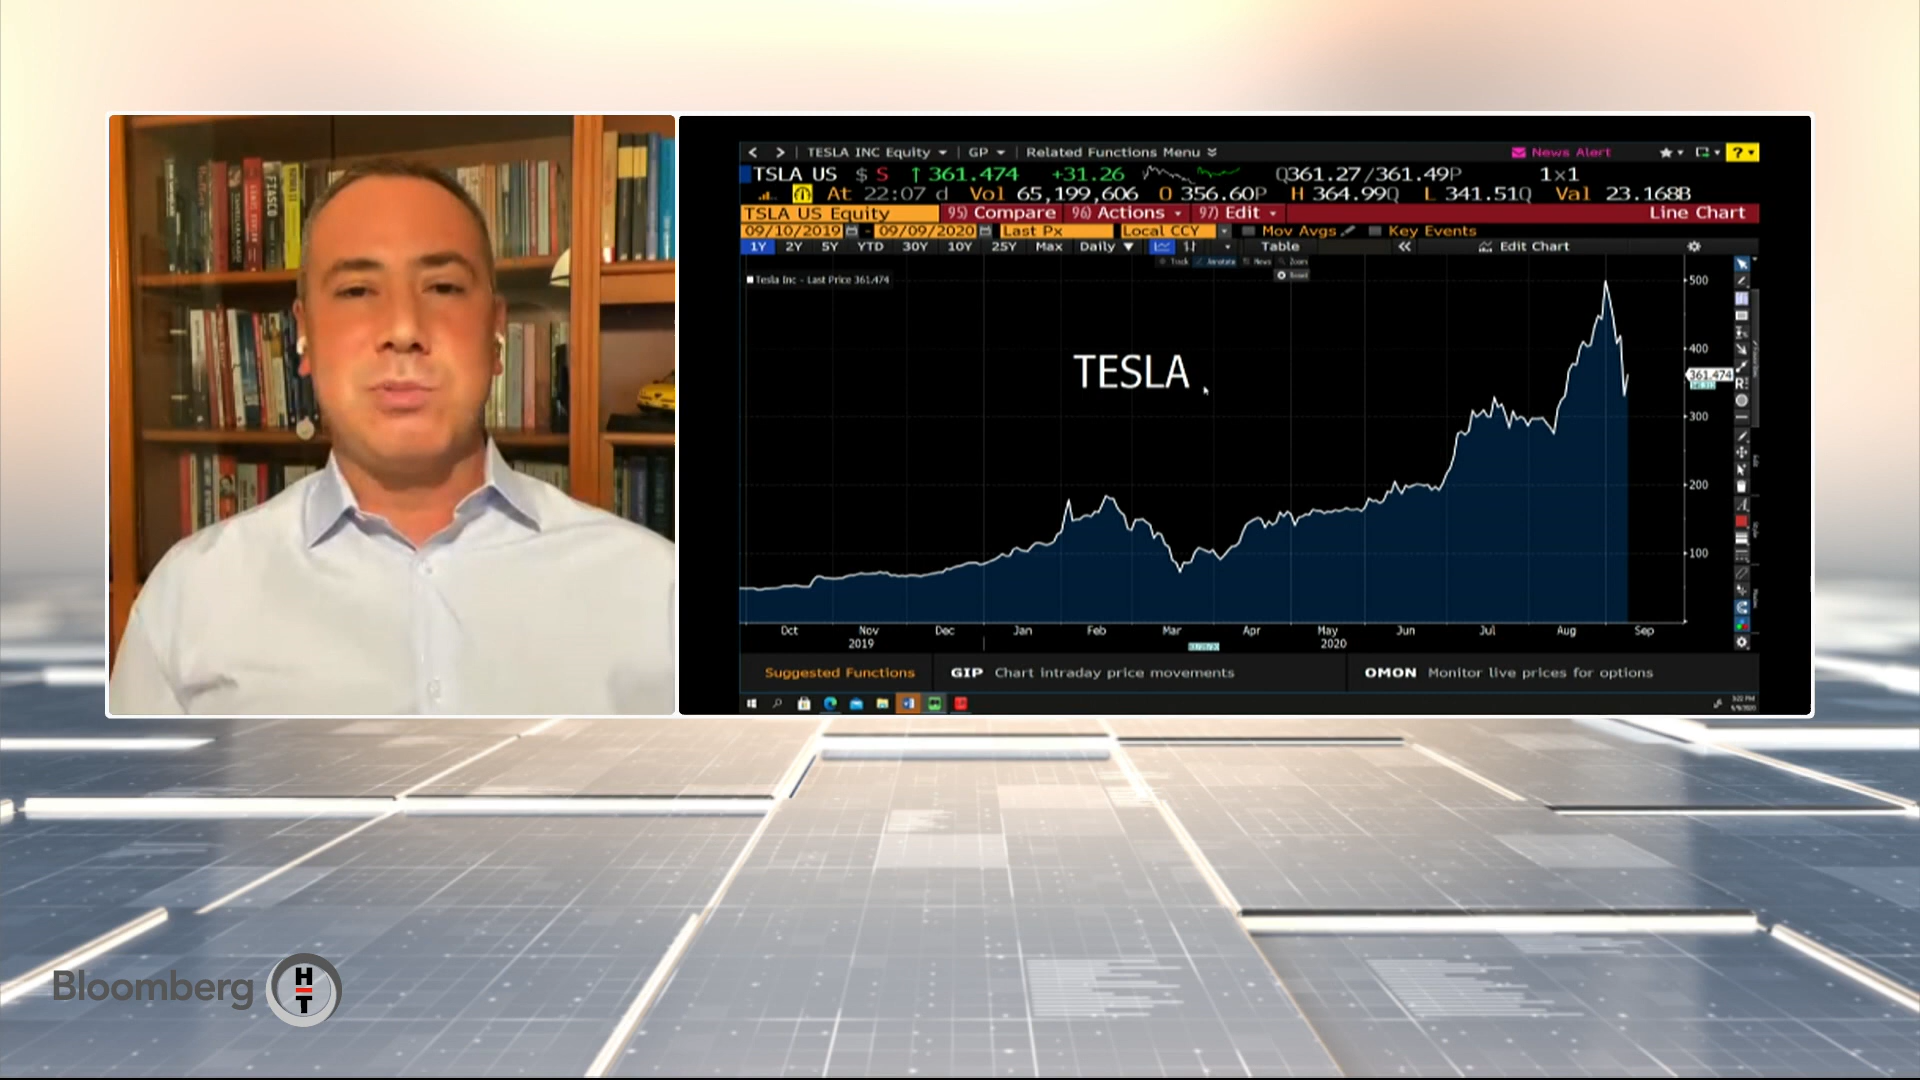 TESLA INC Equity GP Related Functions Menu News Alert ?
TSLA US $ S ↑ 361.474 +31.26 Q361.27/361.49P 1x1
At 22:07 d Vol 65,199,606 O 356.60P H 364.99Q L 341.51Q Val 23.168B
TSLA US Equity 95) Compare 96) Actions 97) Edit Line Chart
09/10/2019 - 09/09/2020 Last Px Local CCY Mov Avgs Key Events
1Y 2Y 5Y YTD 30Y 10Y 25Y Max Daily Table « Edit Chart
Track Annotate News Zoom
Tesla Inc - Last Price 361.474
500
400
361.474
300
200
100
TESLA
Oct Nov Dec Jan Feb Mar Apr May Jun Jul Aug Sep
2019 2020
Suggested Functions GIP Chart intraday price movements OMON Monitor live prices for options
FIASCO
Bloomberg HT